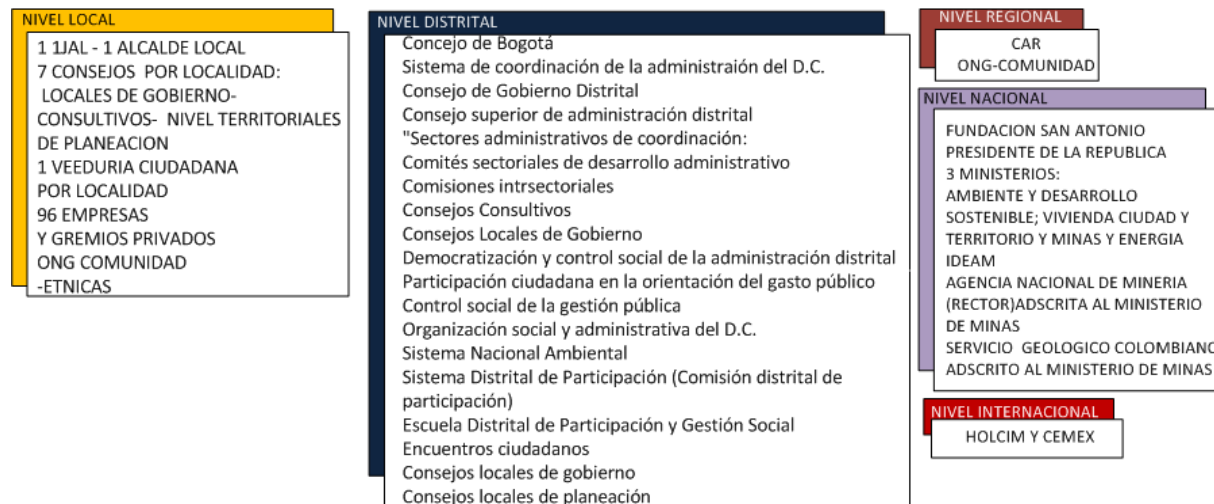 NIVEL LOCAL
1 1JAL - 1 ALCALDE LOCAL
7 CONSEJOS POR LOCALIDAD:
LOCALES DE GOBIERNO-
CONSULTIVOS- NIVEL TERRITORIALES
DE PLANEACION
1 VEEDURIA CIUDADANA
POR LOCALIDAD
96 EMPRESAS
Y GREMIOS PRIVADOS
ONG COMUNIDAD
-ETNICAS
NIVEL DISTRITAL
Concejo de Bogotá
Sistema de coordinación de la administraión del D.C.
Consejo de Gobierno Distrital
Consejo superior de administración distrital
"Sectores administrativos de coordinación:
Comités sectoriales de desarrollo administrativo
Comisiones intrsectoriales
Consejos Consultivos
Consejos Locales de Gobierno
Democratización y control social de la administración distrital
Participación ciudadana en la orientación del gasto público
Control social de la gestión pública
Organización social y administrativa del D.C.
Sistema Nacional Ambiental
Sistema Distrital de Participación (Comisión distrital de
participación)
Escuela Distrital de Participación y Gestión Social
Encuentros ciudadanos
Consejos locales de gobierno
Consejos locales de planeación
NIVEL REGIONAL
CAR
ONG-COMUNIDAD
NIVEL NACIONAL
FUNDACION SAN ANTONIO
PRESIDENTE DE LA REPUBLICA
3 MINISTERIOS:
AMBIENTE Y DESARROLLO
SOSTENIBLE; VIVIENDA CIUDAD Y
TERRITORIO Y MINAS Y ENERGIA
IDEAM
AGENCIA NACIONAL DE MINERIA
(RECTOR)ADSCRITA AL MINISTERIO
DE MINAS
SERVICIO GEOLOGICO COLOMBIANO
ADSCRITO AL MINISTERIO DE MINAS
NIVEL INTERNACIONAL
HOLCIM Y CEMEX